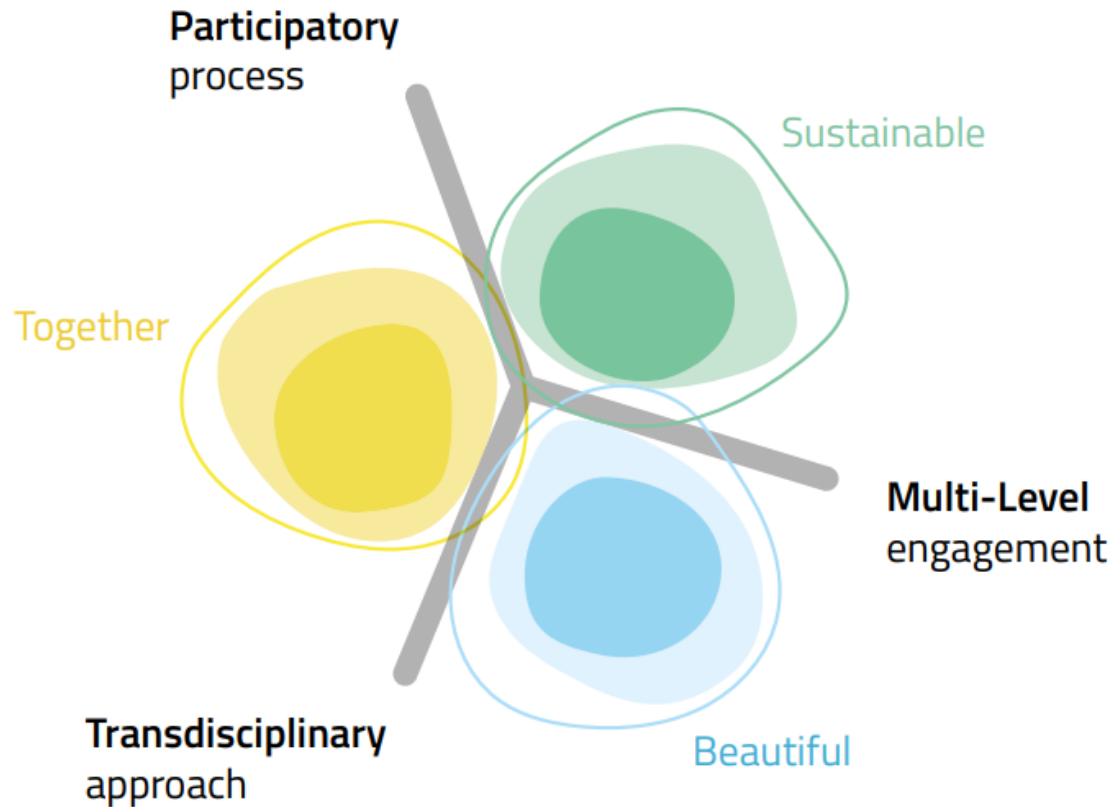 Participatory
process
Sustainable
Together
Multi-Level
engagement
Transdisciplinary
approach
Beautiful